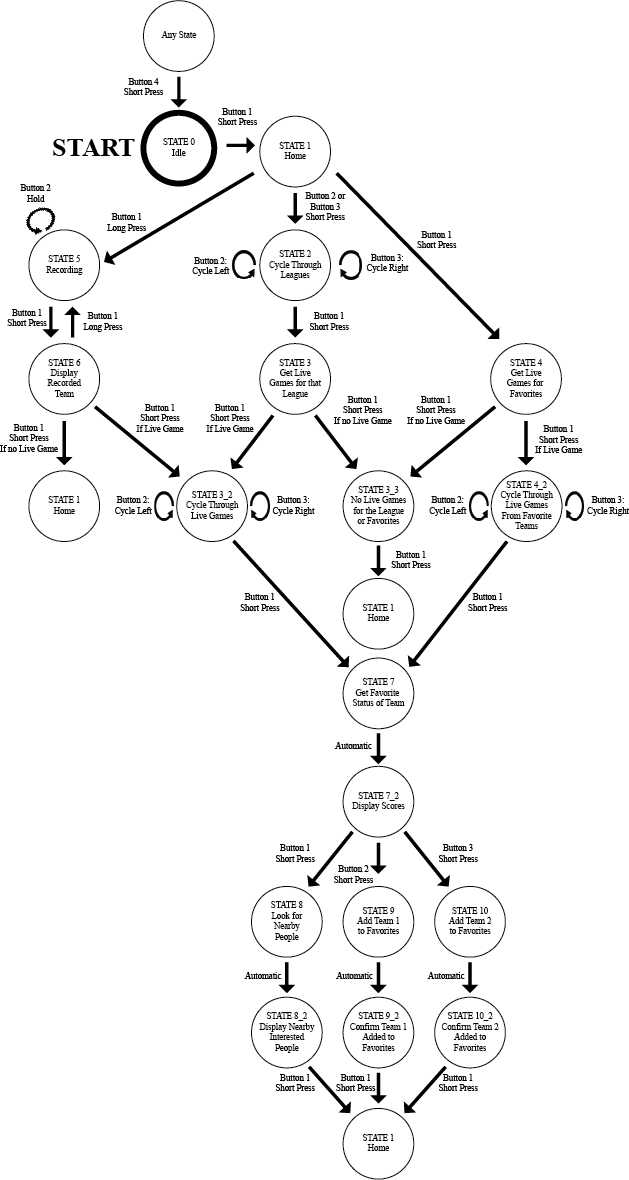 Any State
Button 4
Short Press
START
STATE 0
Idle
Button 1
Short Press
STATE 1
Home
Button 2
Hold
Button 1
Long Press
Button 2 or
Button 3
Short Press
Button 1
Short Press
STATE 5
Recording
Button 2:
Cycle Left
STATE 2
Cycle Through
Leagues
Button 3:
Cycle Right
Button 1
Short Press
Button 1
Long Press
Button 1
Short Press
STATE 6
Display
Recorded
Team
STATE 3
Get Live
Games for that
League
STATE 4
Get Live
Games for
Favorites
Button 1
Short Press
If no Live Game
Button 1
Short Press
If Live Game
Button 1
Short Press
If Live Game
Button 1
Short Press
If no Live Game
Button 1
Short Press
If no Live Game
Button 1
Short Press
If Live Game
STATE 1
Home
Button 2:
Cycle Left
STATE 3_2
Cycle Through
Live Games
Button 3:
Cycle Right
STATE 3_3
No Live Games
for the League
or Favorites
Button 2:
Cycle Left
STATE 4_2
Cycle Through
Live Games
From Favorite
Teams
Button 3:
Cycle Right
Button 1
Short Press
Button 1
Short Press
Button 1
Short Press
STATE 1
Home
STATE 7
Get Favorite
Status of Team
Automatic
STATE 7_2
Display Scores
Button 1
Short Press
Button 2
Short Press
Button 3
Short Press
STATE 8
Look for
Nearby
People
STATE 9
Add Team 1
to Favorites
STATE 10
Add Team 2
to Favorites
Automatic
Automatic
Automatic
STATE 8_2
Display Nearby
Interested
People
STATE 9_2
Confirm Team 1
Added to
Favorites
STATE 10_2
Confirm Team 2
Added to
Favorites
Button 1
Short Press
Button 1
Short Press
Button 1
Short Press
STATE 1
Home